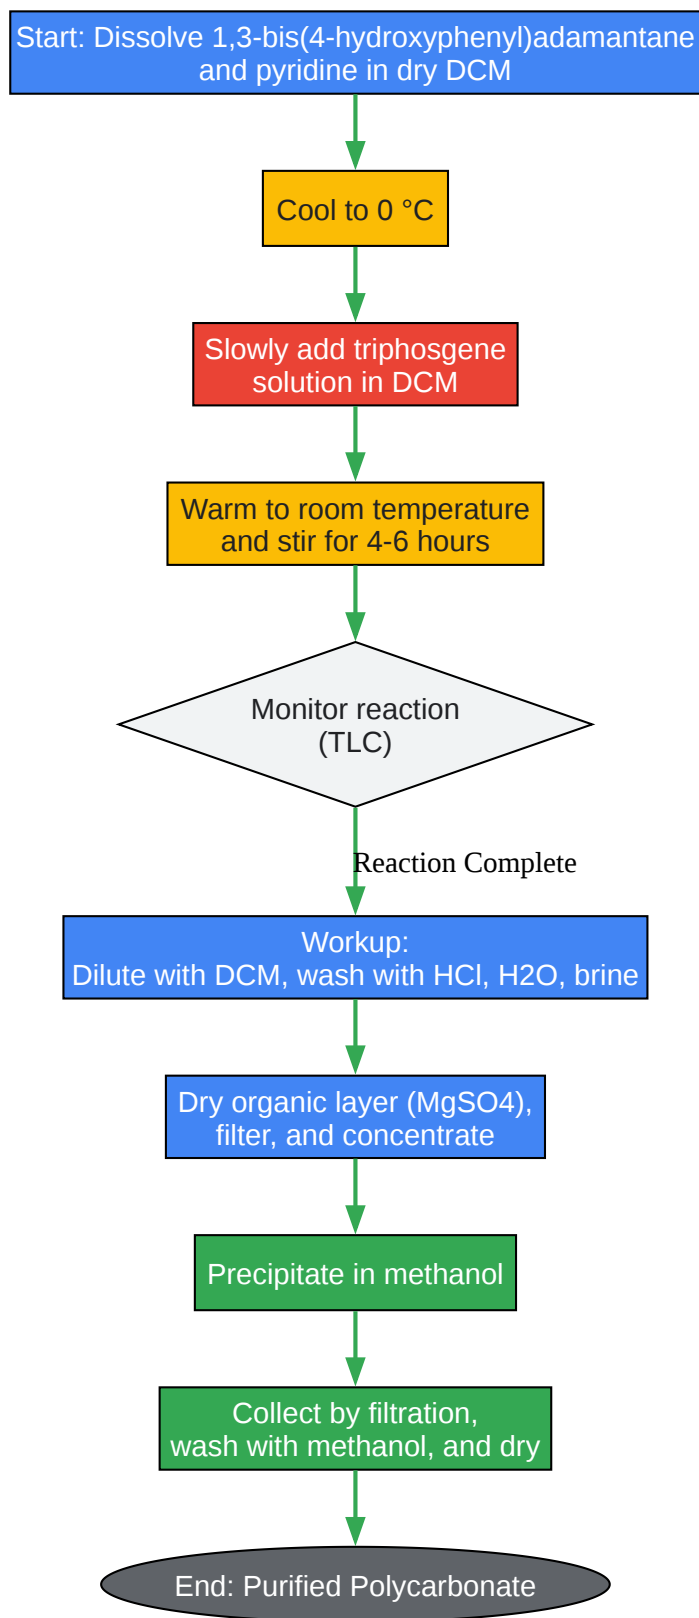 Start: Dissolve 1,3-bis(4-hydroxyphenyl)adamantane
and pyridine in dry DCM
Cool to 0 °C
Slowly add triphosgene
solution in DCM
Warm to room temperature
and stir for 4-6 hours
Monitor reaction
(TLC)
Reaction Complete
Workup:
Dilute with DCM, wash with HCl, H2O, brine
Dry organic layer (MgSO4),
filter, and concentrate
Precipitate in methanol
Collect by filtration,
wash with methanol, and dry
End: Purified Polycarbonate